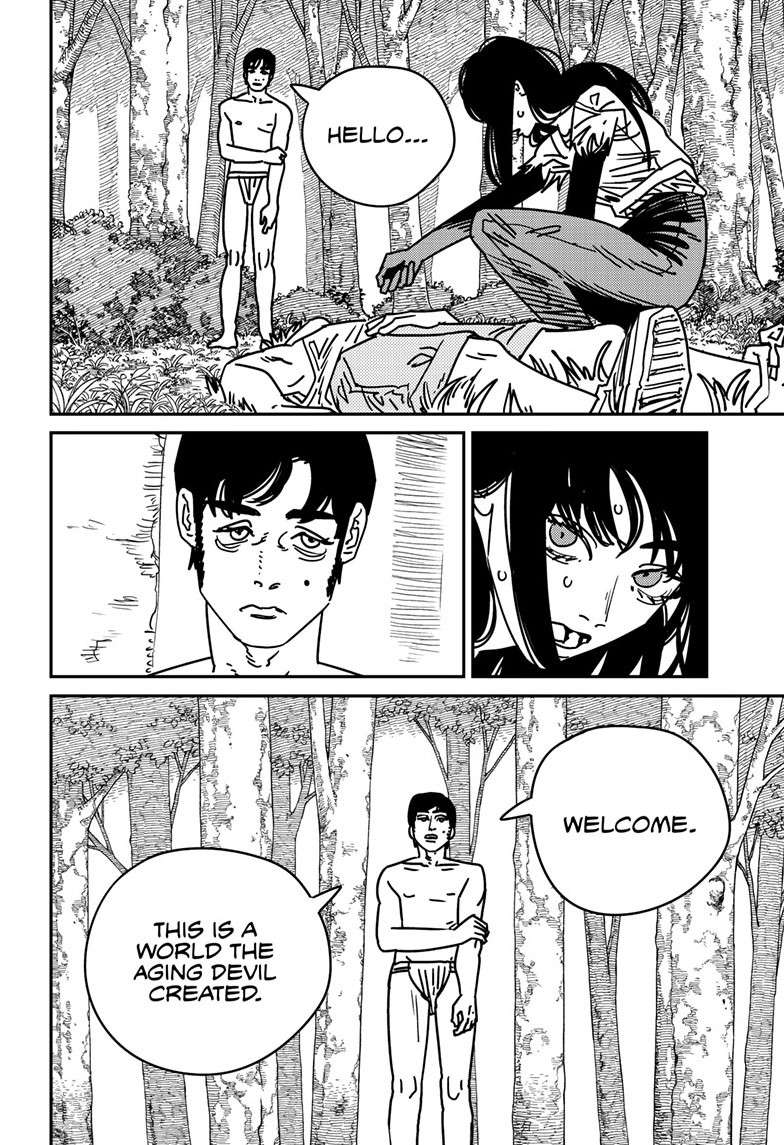 HELLO...
WELCOME.
THIS IS A
WORLD THE
AGING DEVIL
CREATED.